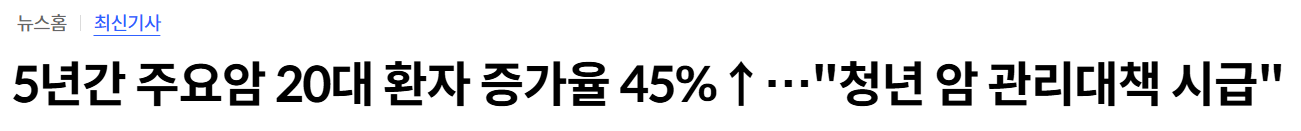 뉴스홈 | 최신기사
5년간 주요암 20대 환자 증가율 45%↑…"청년 암 관리대책 시급"